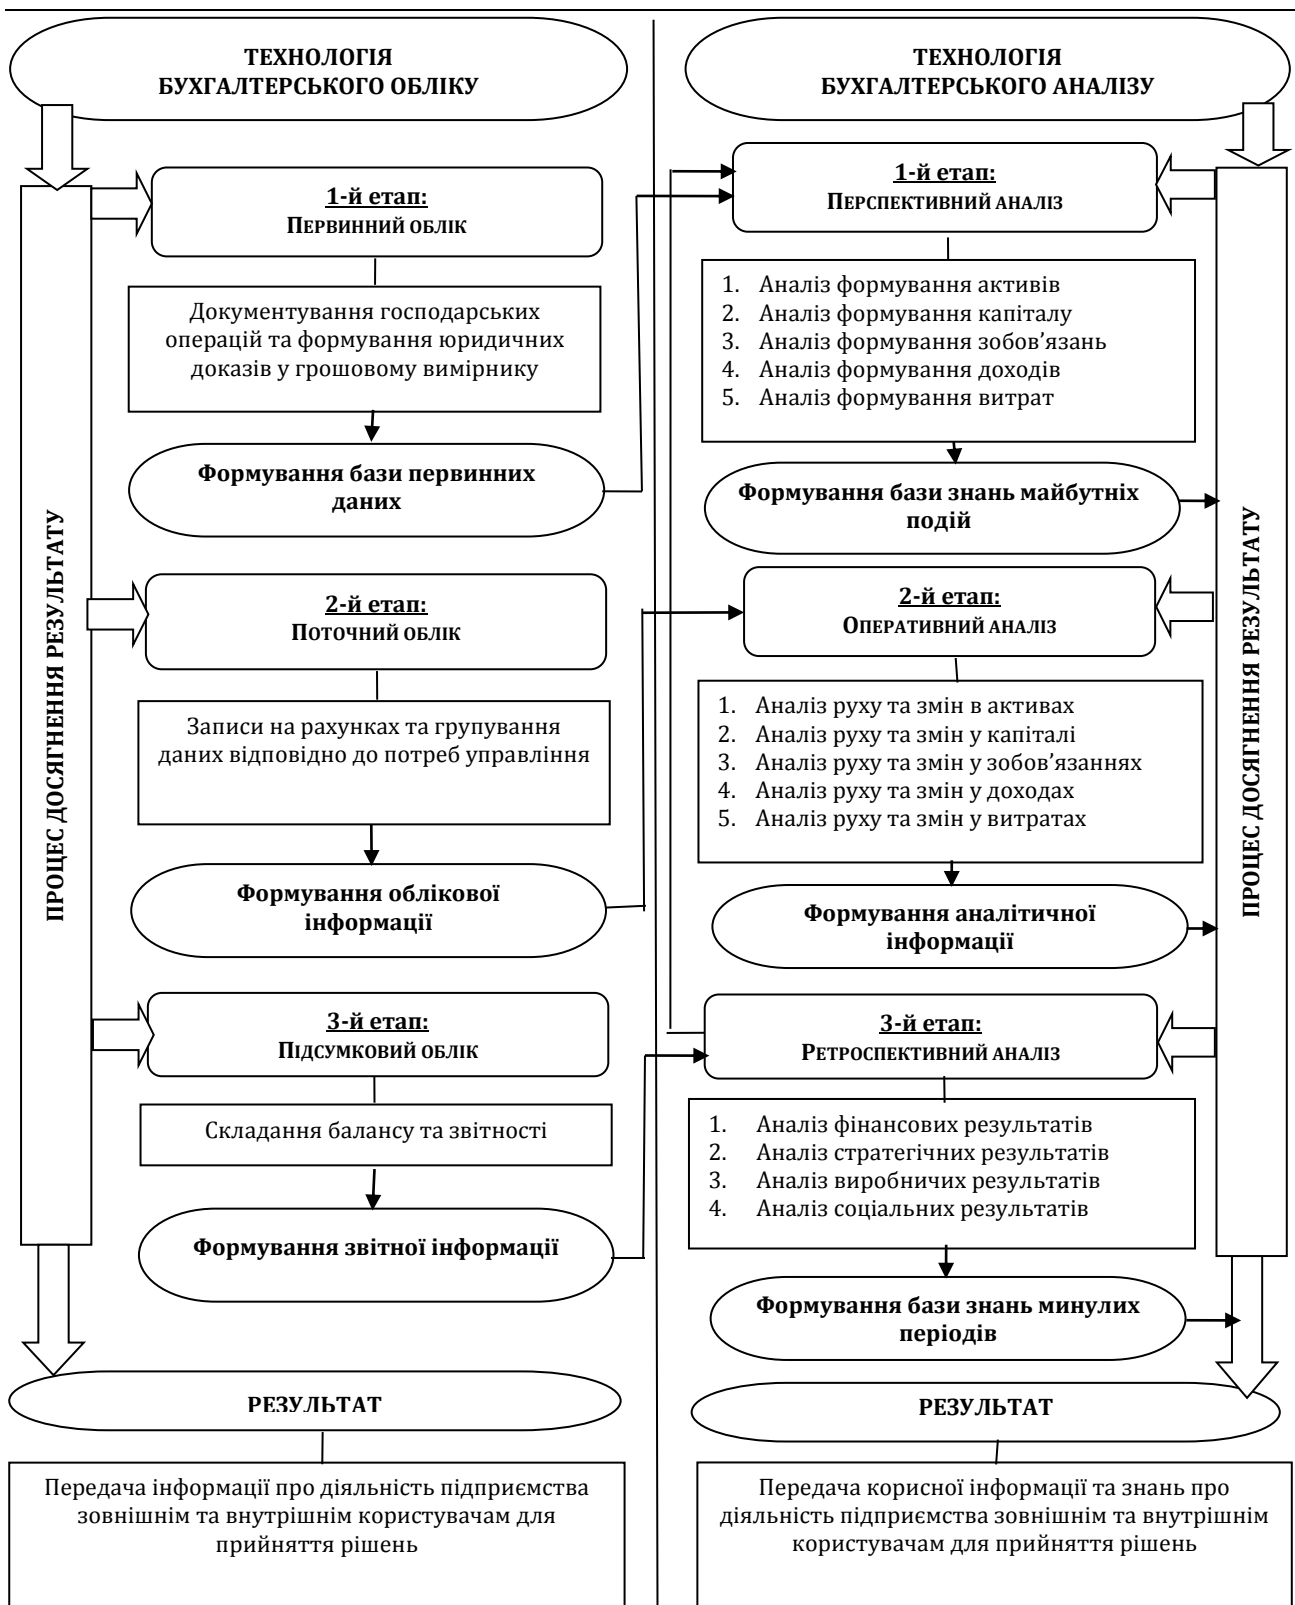 ТЕХНОЛОГІЯ
БУХГАЛТЕРСЬКОГО ОБЛІКУ
ПРОЦЕС ДОСЯГНЕННЯ РЕЗУЛЬТАТУ
1-й етап:
ПЕРВИННИЙ ОБЛІК
Документування господарських
операцій та формування юридичних
доказів у грошовому вимірнику
Формування бази первинних
даних
2-й етап:
ПОТОЧНИЙ ОБЛІК
Записи на рахунках та групування
даних відповідно до потреб управління
Формування облікової
інформації
3-й етап:
ПІДСУМКОВИЙ ОБЛІК
Складання балансу та звітності
Формування звітної інформації
РЕЗУЛЬТАТ
Передача інформації про діяльність підприємства
зовнішнім та внутрішнім користувачам для
прийняття рішень
ТЕХНОЛОГІЯ
БУХГАЛТЕРСЬКОГО АНАЛІЗУ
1-й етап:
ПЕРСПЕКТИВНИЙ АНАЛІЗ
1. Аналіз формування активів
2. Аналіз формування капіталу
3. Аналіз формування зобов’язань
4. Аналіз формування доходів
5. Аналіз формування витрат
Формування бази знань майбутніх
подій
2-й етап:
ОПЕРАТИВНИЙ АНАЛІЗ
1. Аналіз руху та змін в активах
2. Аналіз руху та змін у капіталі
3. Аналіз руху та змін у зобов’язаннях
4. Аналіз руху та змін у доходах
5. Аналіз руху та змін у витратах
Формування аналітичної
інформації
3-й етап:
РЕТРОСПЕКТИВНИЙ АНАЛІЗ
1. Аналіз фінансових результатів
2. Аналіз стратегічних результатів
3. Аналіз виробничих результатів
4. Аналіз соціальних результатів
Формування бази знань минулих
періодів
ПРОЦЕС ДОСЯГНЕННЯ РЕЗУЛЬТАТУ
РЕЗУЛЬТАТ
Передача корисної інформації та знань про
діяльність підприємства зовнішнім та внутрішнім
користувачам для прийняття рішень